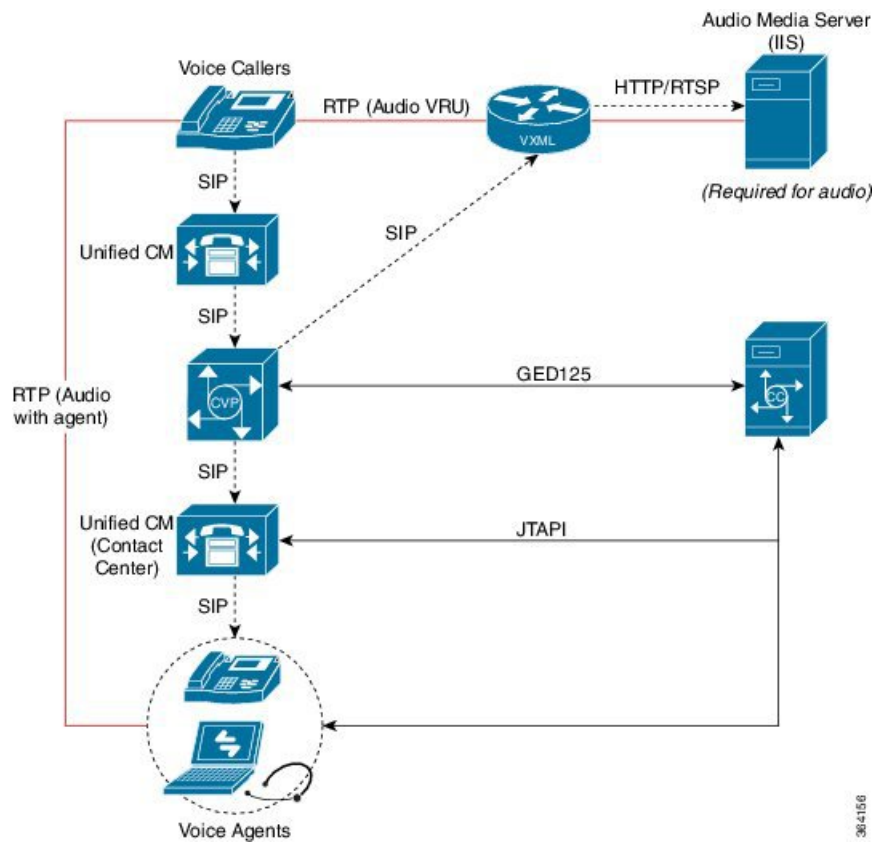 Audio Media Server
(IIS)
Voice Callers
HTTP/RTSP
RTP (Audio VRU)
VXML
SIP
(Required for audio)
SIP
Unified CM
SIP
GED125
CVP
CC
RTP (Audio
with agent)
SIP
Unified CM
(Contact
Center)
JTAPI
SIP
Voice Agents
364156